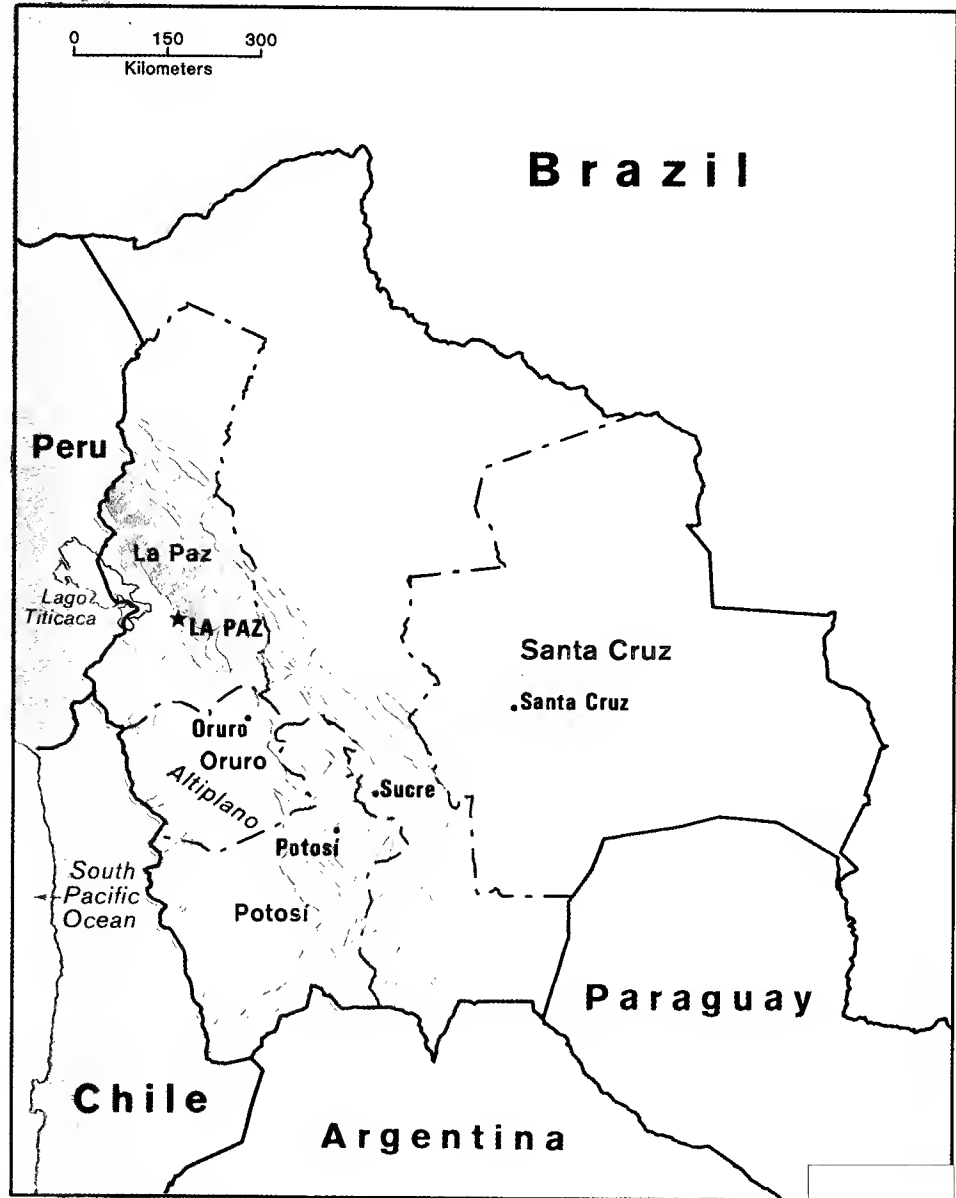 0 150 300
Kilometers
Brazil
Peru
La Paz
Lago
Titicaca
LA PAZ
Santa Cruz
Santa Cruz
Oruro
Oruro
Altiplano
Sucre
Potosí
South
Pacific
Ocean
Potosí
Paraguay
Chile
Argentina